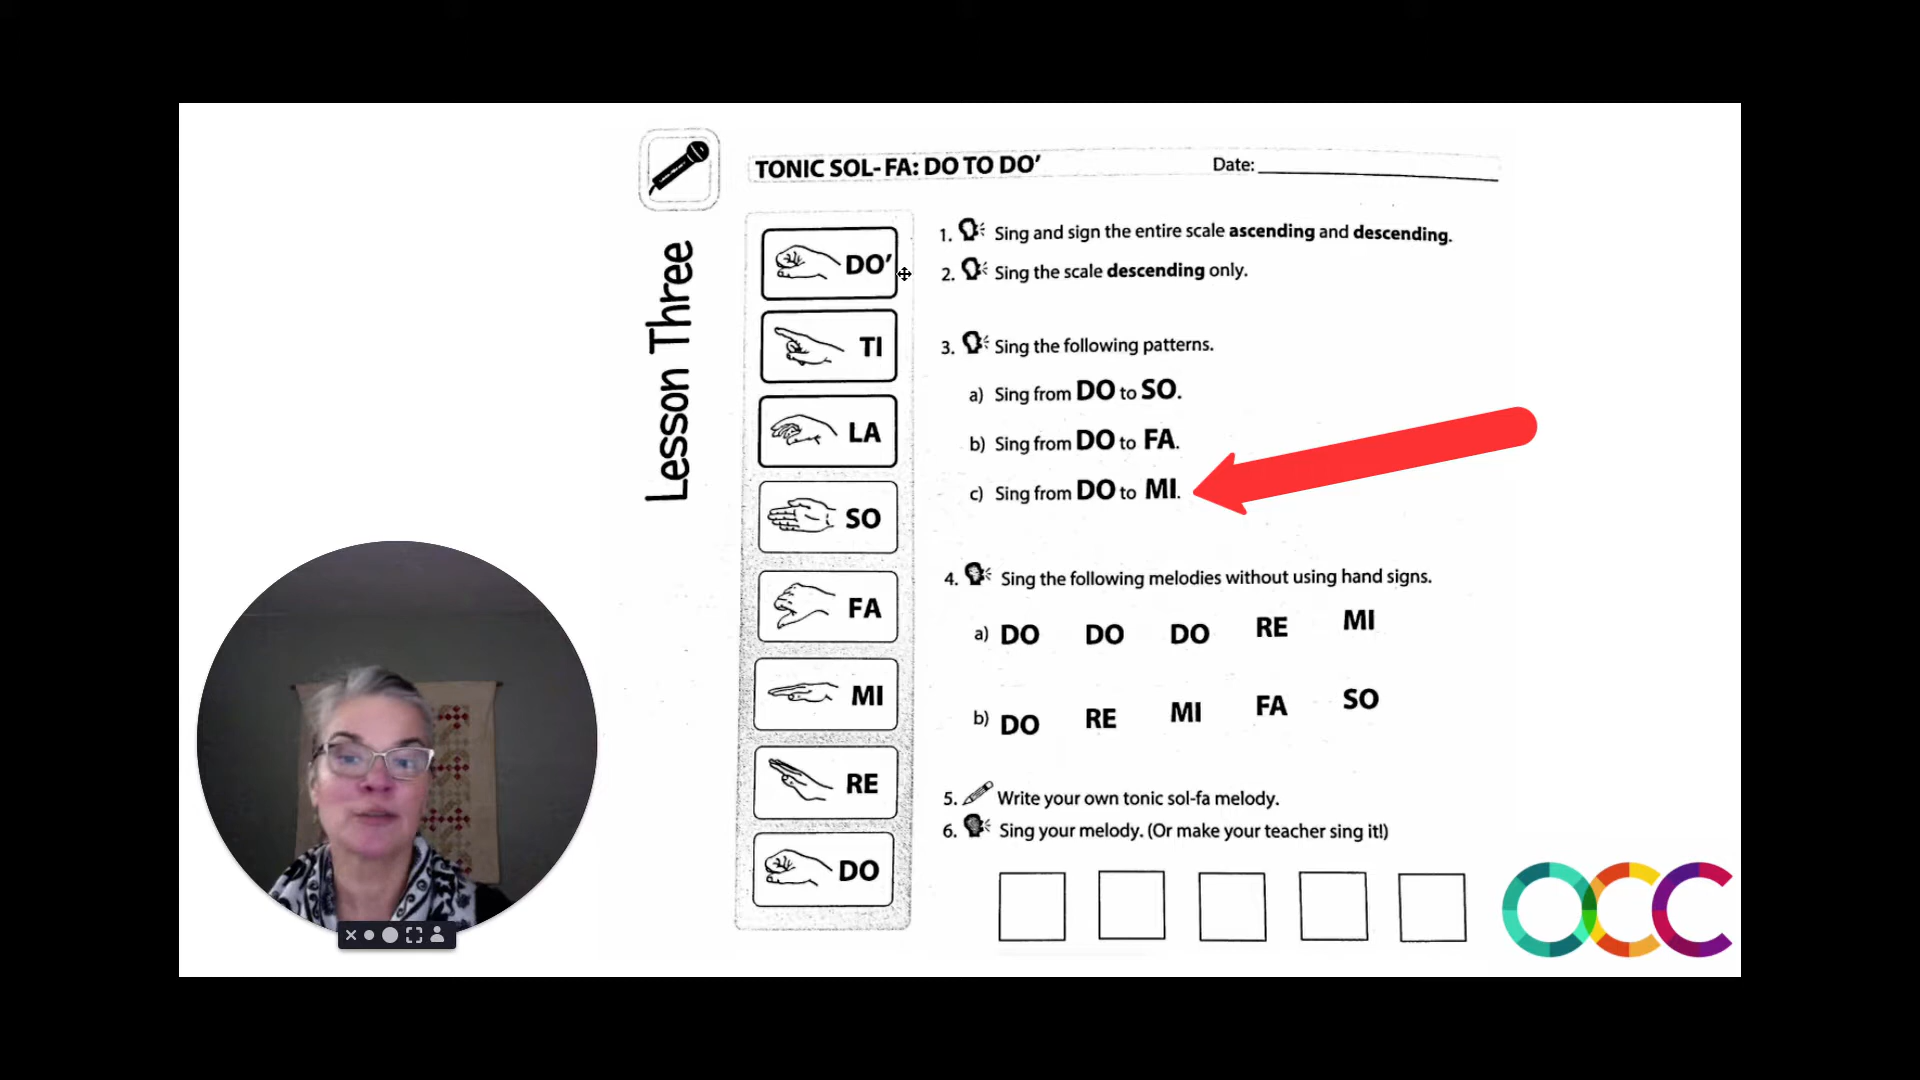 TONIC SOL-FA: DO TO DO’
Date:
Lesson Three
DO’
TI
LA
SO
FA
MI
RE
DO
1. Sing and sign the entire scale ascending and descending.
2. Sing the scale descending only.
3. Sing the following patterns.
a) Sing from DO to SO.
b) Sing from DO to FA.
c) Sing from DO to MI.
4. Sing the following melodies without using hand signs.
a) DO DO DO RE MI
b) DO RE MI FA SO
5. Write your own tonic sol-fa melody.
6. Sing your melody. (Or make your teacher sing it!)
OCC